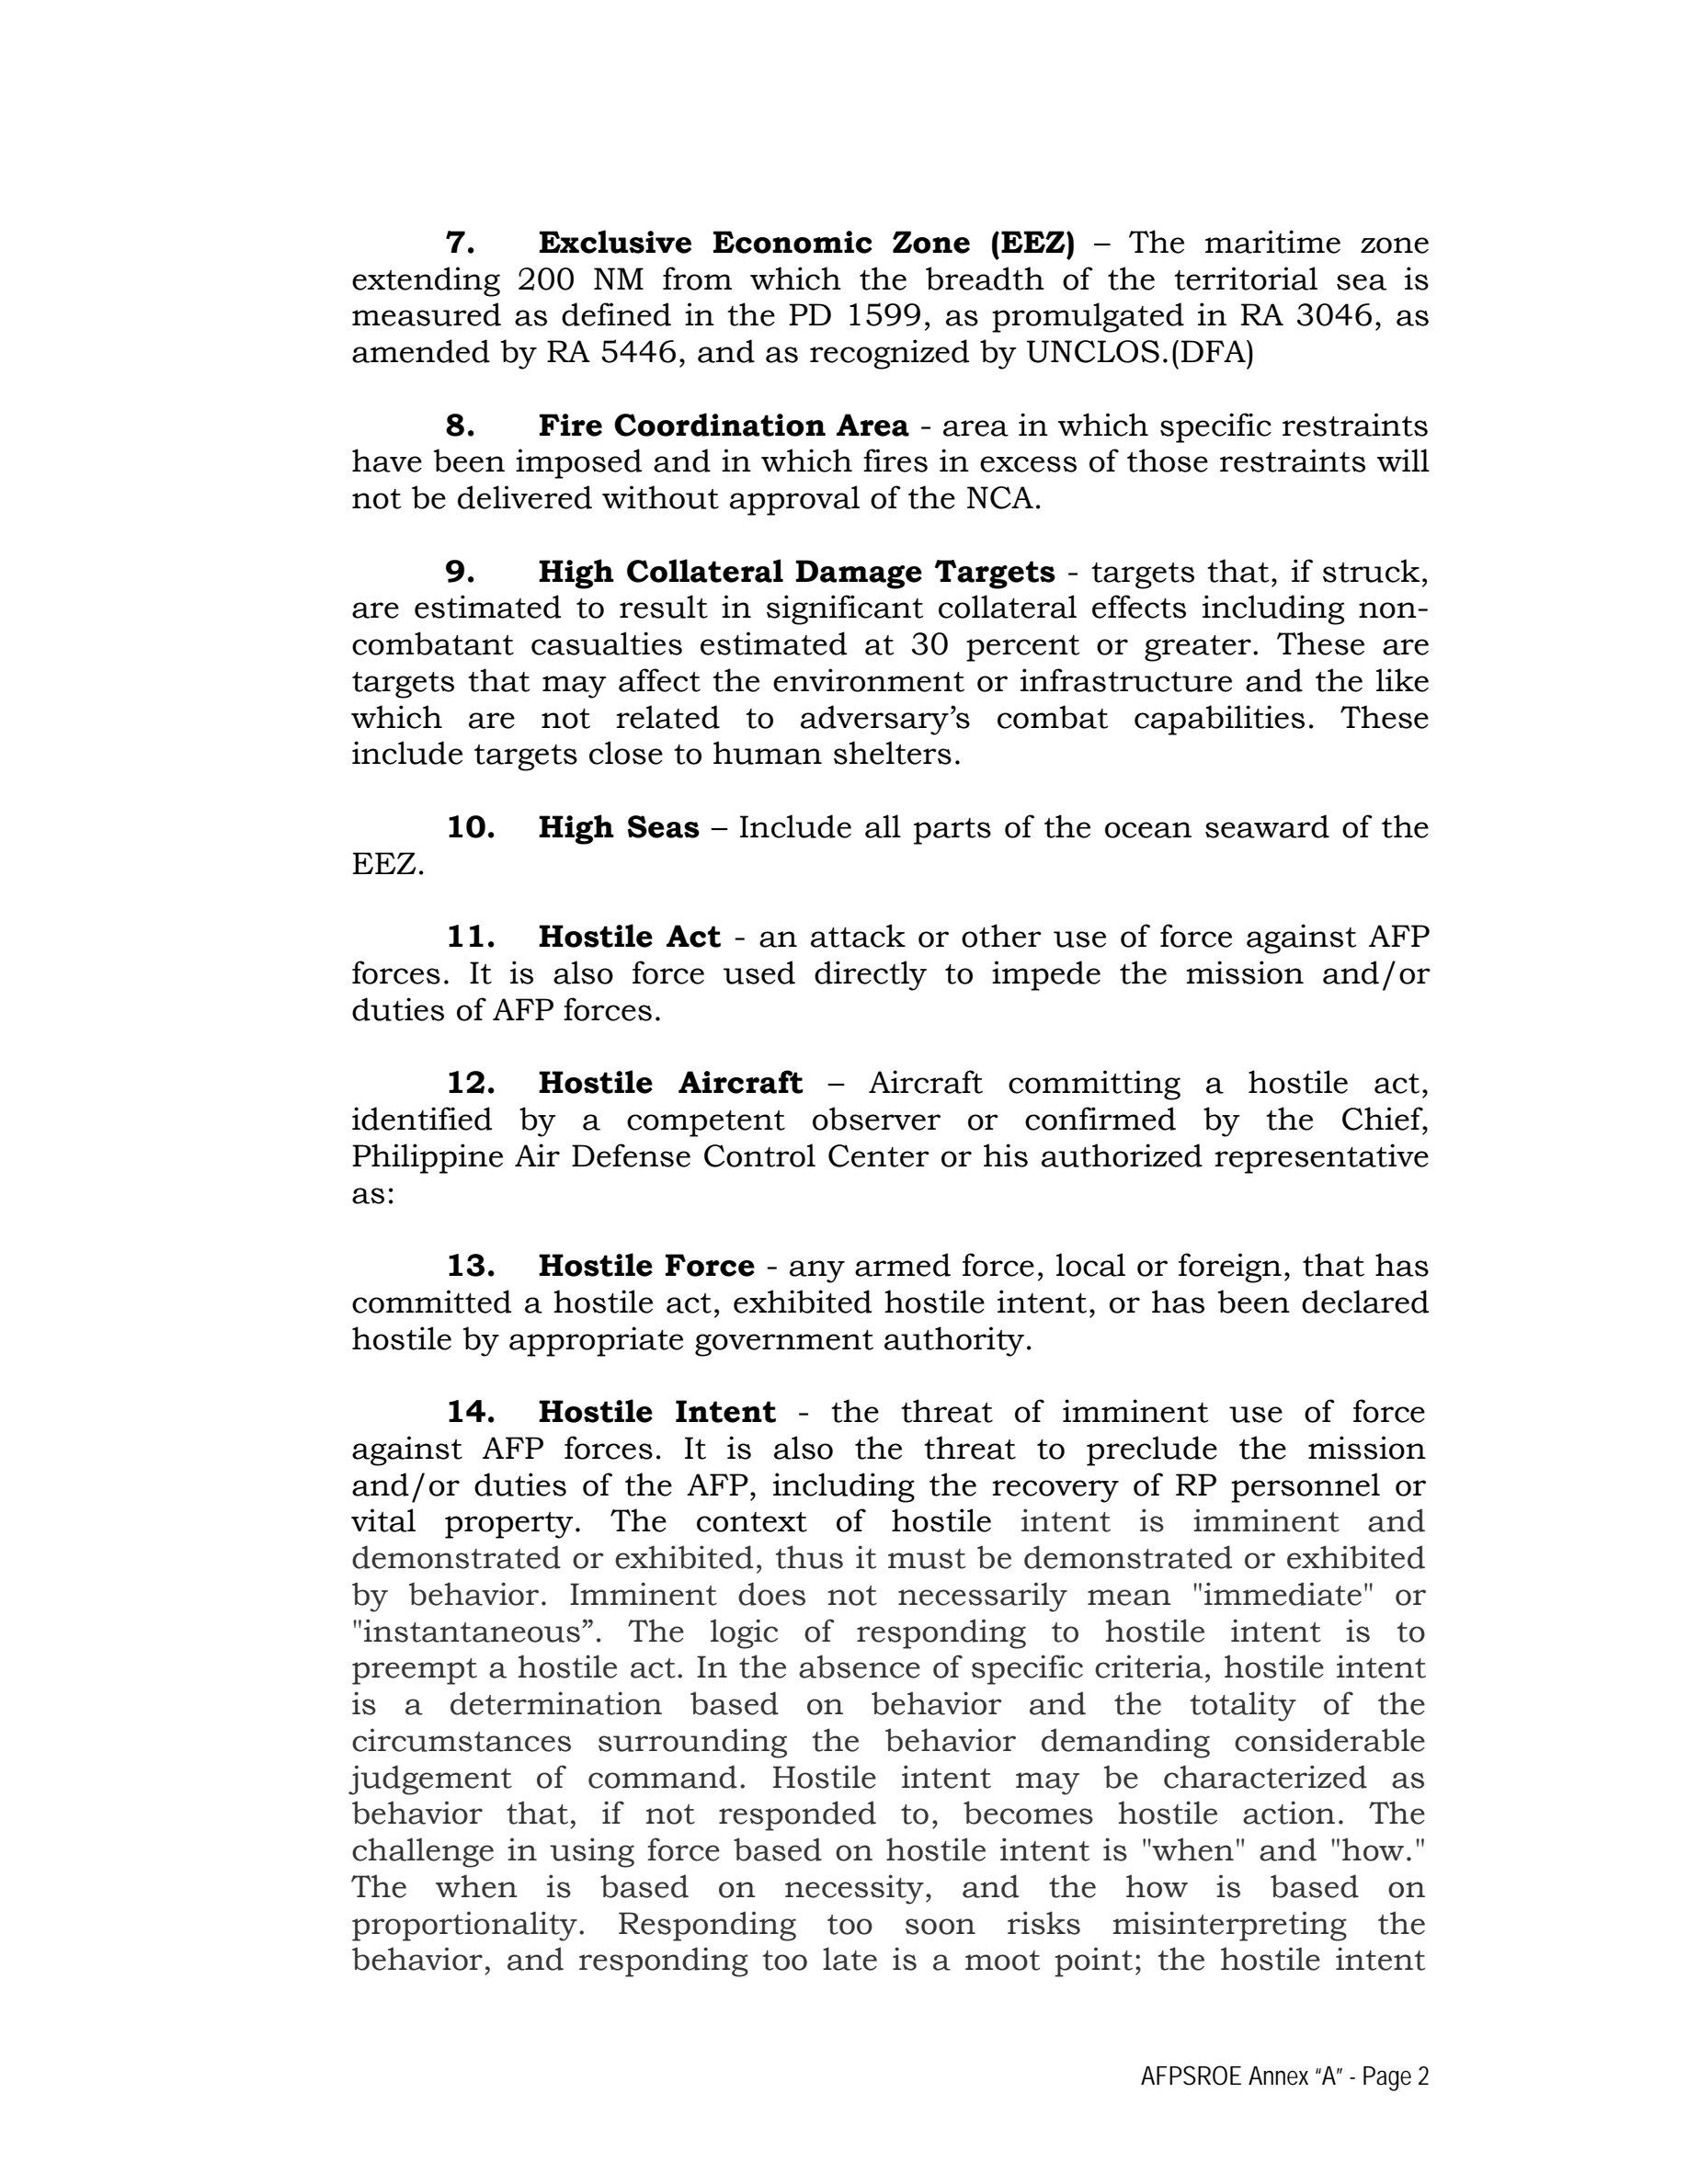 7. Exclusive Economic Zone (EEZ) – The maritime zone
extending 200 NM from which the breadth of the territorial sea is
measured as defined in the PD 1599, as promulgated in RA 3046, as
amended by RA 5446, and as recognized by UNCLOS.(DFA)
8. Fire Coordination Area - area in which specific restraints
have been imposed and in which fires in excess of those restraints will
not be delivered without approval of the NCA.
9. High Collateral Damage Targets - targets that, if struck,
are estimated to result in significant collateral effects including non-
combatant casualties estimated at 30 percent or greater. These are
targets that may affect the environment or infrastructure and the like
which are not related to adversary’s combat capabilities. These
include targets close to human shelters.
10. High Seas – Include all parts of the ocean seaward of the
EEZ.
11. Hostile Act - an attack or other use of force against AFP
forces. It is also force used directly to impede the mission and/or
duties of AFP forces.
12. Hostile Aircraft – Aircraft committing a hostile act,
identified by a competent observer or confirmed by the Chief,
Philippine Air Defense Control Center or his authorized representative
as:
13. Hostile Force - any armed force, local or foreign, that has
committed a hostile act, exhibited hostile intent, or has been declared
hostile by appropriate government authority.
14. Hostile Intent - the threat of imminent use of force
against AFP forces. It is also the threat to preclude the mission
and/or duties of the AFP, including the recovery of RP personnel or
vital property. The context of hostile intent is imminent and
demonstrated or exhibited, thus it must be demonstrated or exhibited
by behavior. Imminent does not necessarily mean "immediate" or
"instantaneous”. The logic of responding to hostile intent is to
preempt a hostile act. In the absence of specific criteria, hostile intent
is a determination based on behavior and the totality of the
circumstances surrounding the behavior demanding considerable
judgement of command. Hostile intent may be characterized as
behavior that, if not responded to, becomes hostile action. The
challenge in using force based on hostile intent is "when" and "how."
The when is based on necessity, and the how is based on
proportionality. Responding too soon risks misinterpreting the
behavior, and responding too late is a moot point; the hostile intent
AFPSROE Annex “A” - Page 2